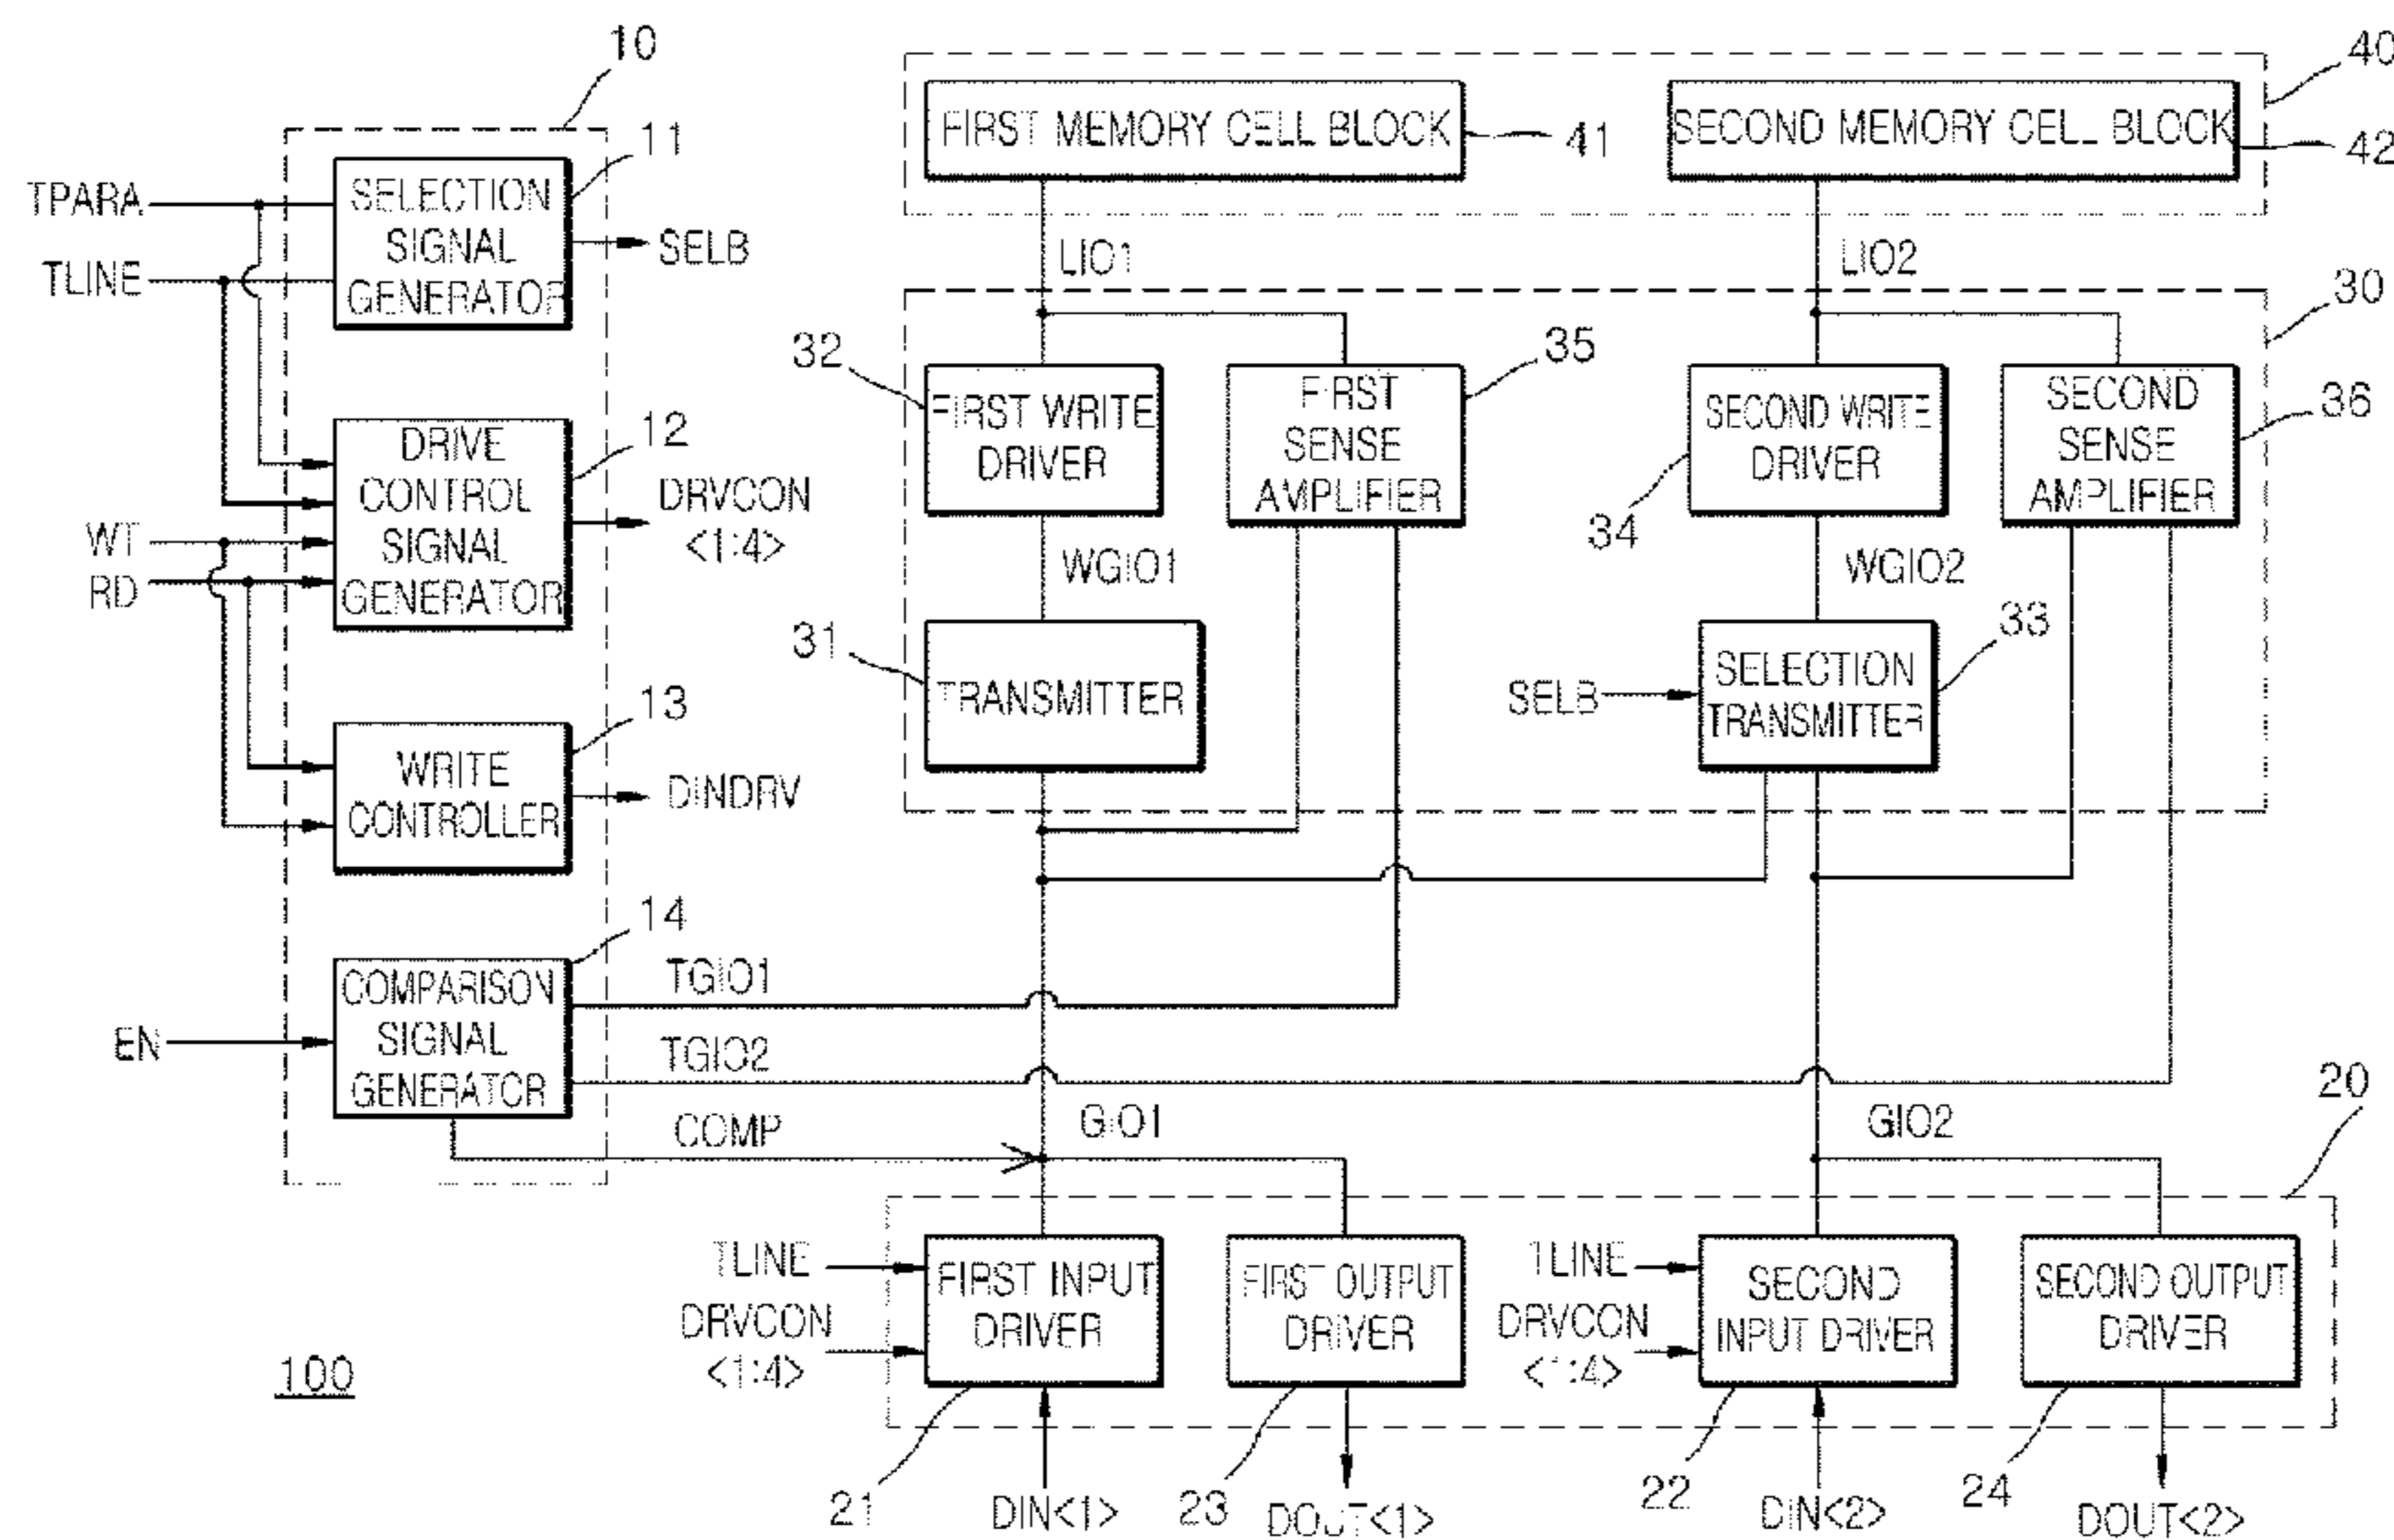 10
40
FIRST MEMORY CELL BLOCK
41
SECOND MEMORY CELL BLOCK
42
11
TPARA
SELECTION
SIGNAL
GENERATOR
SELB
TLINE
LIO1
LIO2
30
32
35
36
FIRST WRITE
DRIVER
FIRST
SENSE
AMPLIFIER
SECOND WRITE
DRIVER
34
SECOND
SENSE
AMPLIFIER
12
DRIVE
CONTROL
SIGNAL
GENERATOR
DRVCON
<1:4>
WT
RD
WGIO1
WGIO2
31
33
TRANSMITTER
SELB
SELECTION
TRANSMITTER
13
WRITE
CONTROLLER
DINDRV
14
COMPARISON
SIGNAL
GENERATOR
EN
TGIO1
TGIO2
COMP
GIO1
GIO2
20
TLINE
DRVCON
<1:4>
FIRST INPUT
DRIVER
FIRST OUTPUT
DRIVER
TLINE
DRVCON
<1:4>
SECOND
INPUT DRIVER
SECOND OUTPUT
DRIVER
100
21
DIN<1>
23
DOUT<1>
22
DIN<2>
24
DOUT<2>